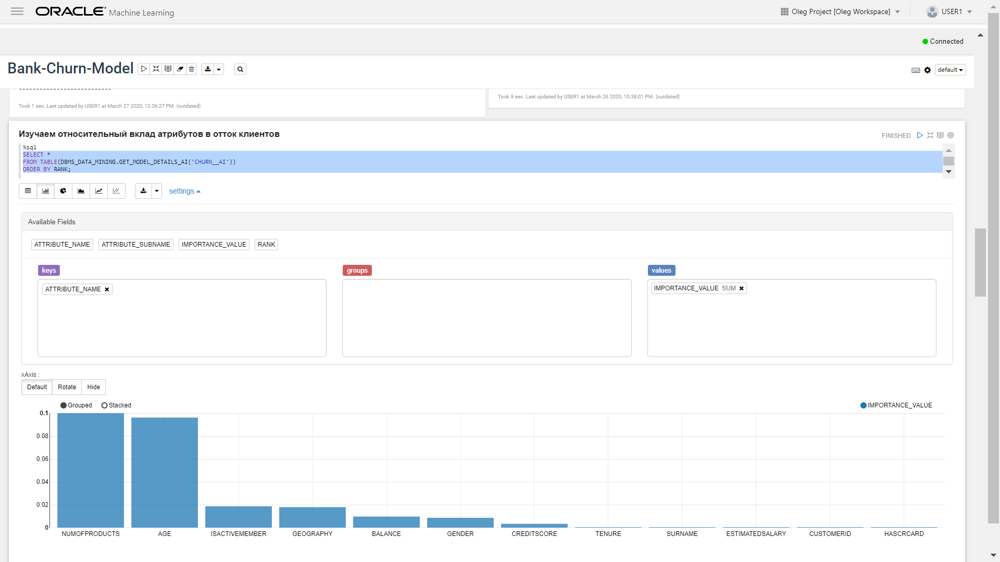 ORACLE Machine Learning
Oleg Project [Oleg Workspace]
USER1
Connected
Bank-Churn-Model
default
Took 1 sec. Last updated by USER1 at March 27 2020, 12:36:27 PM. (outdated)
Took 9 sec. Last updated by USER1 at March 26 2020, 10:38:01 PM. (outdated)
Изучаем относительный вклад атрибутов в отток клиентов
FINISHED
%sql
SELECT *
FROM TABLE(DBMS_DATA_MINING.GET_MODEL_DETAILS_AI('CHURN__AI'))
ORDER BY RANK;
settings
Available Fields
ATTRIBUTE_NAME ATTRIBUTE_SUBNAME IMPORTANCE_VALUE RANK
keys
groups
values
ATTRIBUTE_NAME
IMPORTANCE_VALUE SUM
xAxis :
Default Rotate Hide
Grouped Stacked
IMPORTANCE_VALUE
0.1
0.08
0.06
0.04
0.02
0
NUMOFPRODUCTS AGE ISACTIVEMEMBER GEOGRAPHY BALANCE GENDER CREDITSCORE TENURE SURNAME ESTIMATEDSALARY CUSTOMERID HASCRCARD